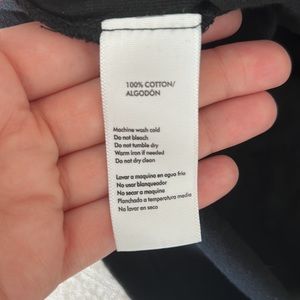 100% COTTON/
ALGODÓN
Machine wash cold
Do not bleach
Do not tumble dry
Warm iron if needed
Do not dry clean
Lavar a maquina en agua fria
No usar blanqueador
No secar a maquina
Planchado a temperatura media
No lavar en seco